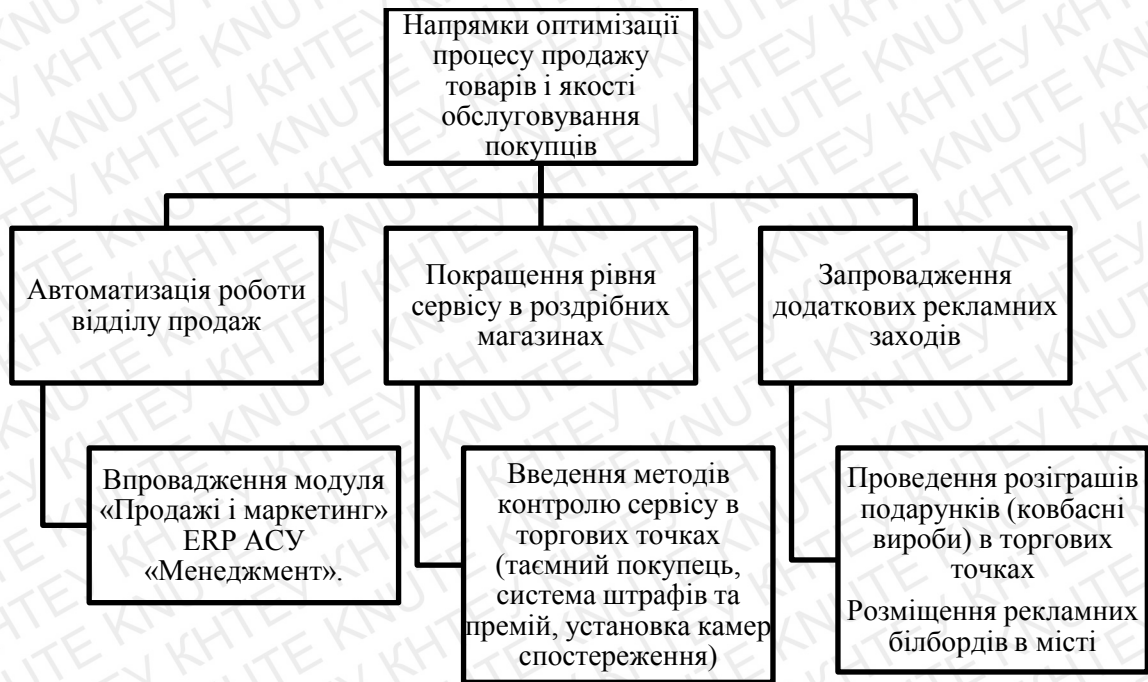 Напрямки оптимізації
процесу продажу
товарів і якості
обслуговування
покупців
Автоматизація роботи
відділу продаж
Покращення рівня
сервісу в роздрібних
магазинах
Запровадження
додаткових рекламних
заходів
Впровадження модуля
«Продажі і маркетинг»
ERP АСУ
«Менеджмент».
Введення методів
контролю сервісу в
торгових точках
(таємний покупець,
система штрафів та
премій, установка камер
спостереження)
Проведення розіграшів
подарунків (ковбасні
вироби) в торгових
точках
Розміщення рекламних
білбордів в місті